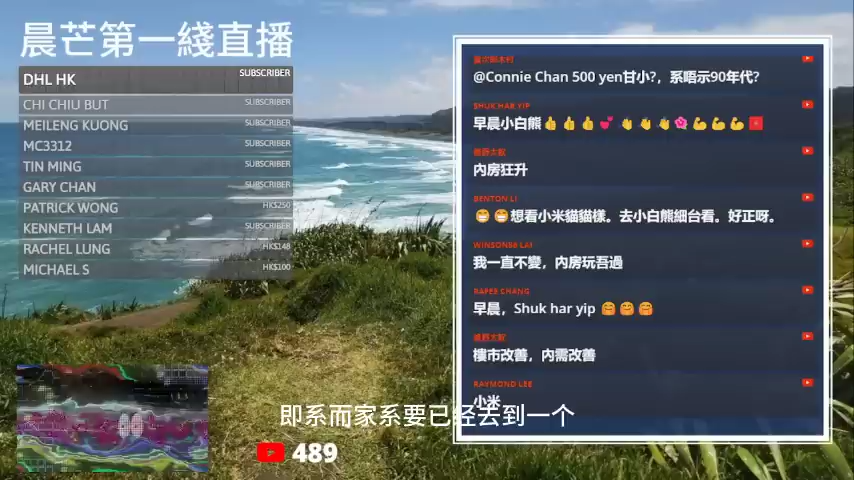 晨芒第一綫直播
DHL HK SUBSCRIBER
CHI CHIU BUT SUBSCRIBER
MEILENG KUONG SUBSCRIBER
MC3312 SUBSCRIBER
TIN MING SUBSCRIBER
GARY CHAN SUBSCRIBER
PATRICK WONG HK$250
KENNETH LAM SUBSCRIBER
RACHEL LUNG HK$148
MICHAEL S HK$100
@Connie Chan 500 yen甘小?，系唔示90年代?
SHUKHAR YIP
早晨小白熊👍👍👍💕👏👏👏🌸💪💪💪
内房狂升
BENTON LI
😁😁想看小米貓貓樣。去小白熊細台看。好正呀。
WINSONBB LAI
我一直不變，内房玩吾過
RAFES CHANG
早晨，Shuk har yip 🤗🤗🤗
樓市改善，内需改善
RAYMOND LEE
小米
即系而家系要已经去到一个
489